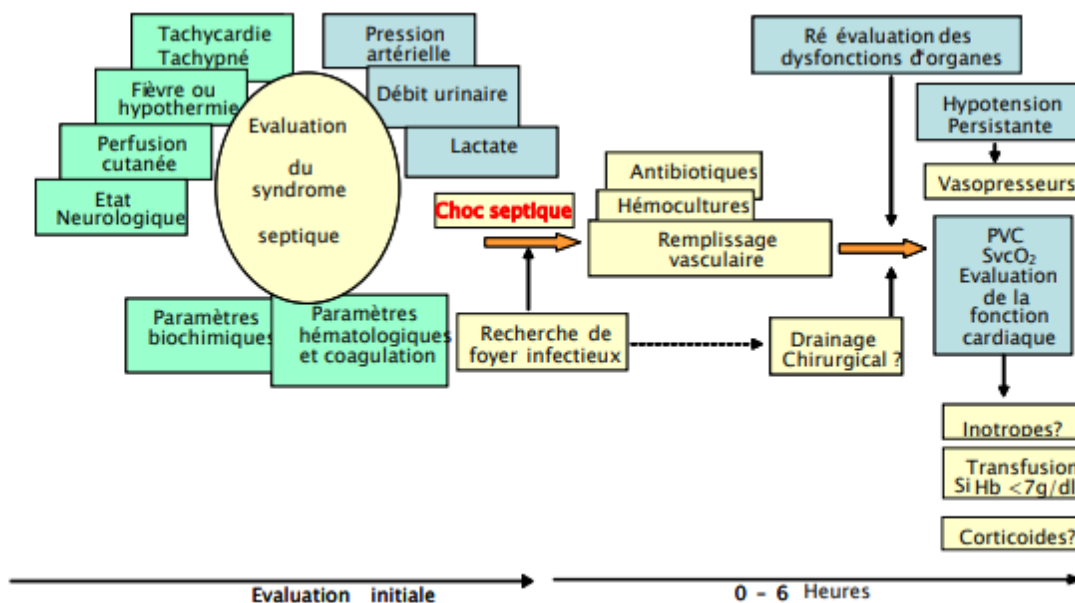 Tachycardie
Tachypné
Fièvre ou
hypothermie
Perfusion
cutanée
Etat
Neurologique
Evaluation
du
syndrome
septique
Pression
artérielle
Débit urinaire
Lactate
Paramètres
biochimiques
Paramètres
hématologiques
et coagulation
Choc septique
Recherche de
foyer infectieux
Antibiotiques
Hémocultures
Remplissage
vasculaire
Drainage
Chirurgical ?
Ré évaluation des
dysfonctions d'organes
Hypotension
Persistante
Vasopresseurs
PVC
SvcO₂
Evaluation
de la
fonction
cardiaque
Inotropes?
Transfusion
Si Hb <7g/dl
Corticoides?
Evaluation initiale
0 – 6 Heures